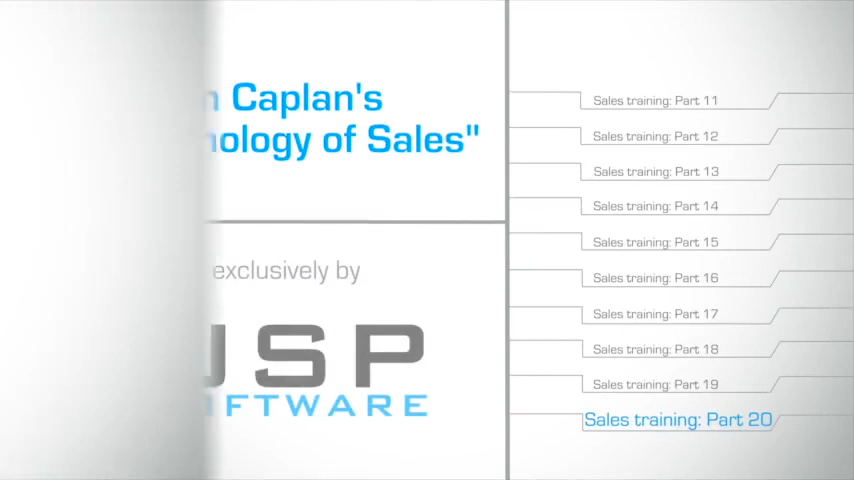 Caplan's
of Sales"
exclusively by
SP
Sales training: Part 11
Sales training: Part 12
Sales training: Part 13
Sales training: Part 14
Sales training: Part 15
Sales training: Part 16
Sales training: Part 17
Sales training: Part 18
Sales training: Part 19
Sales training: Part 20